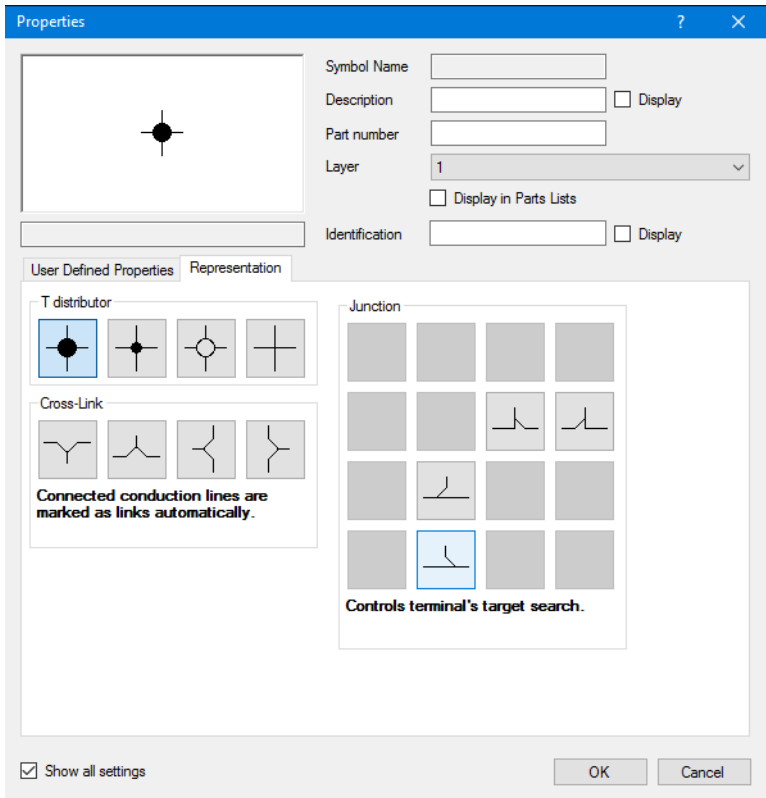 Properties
?
Symbol Name
Description
Display
Part number
Layer
1
Display in Parts Lists
Identification
Display
User Defined Properties
Representation
T distributor
Junction
Cross-Link
Connected conduction lines are
marked as links automatically.
Controls terminal's target search.
Show all settings
OK
Cancel